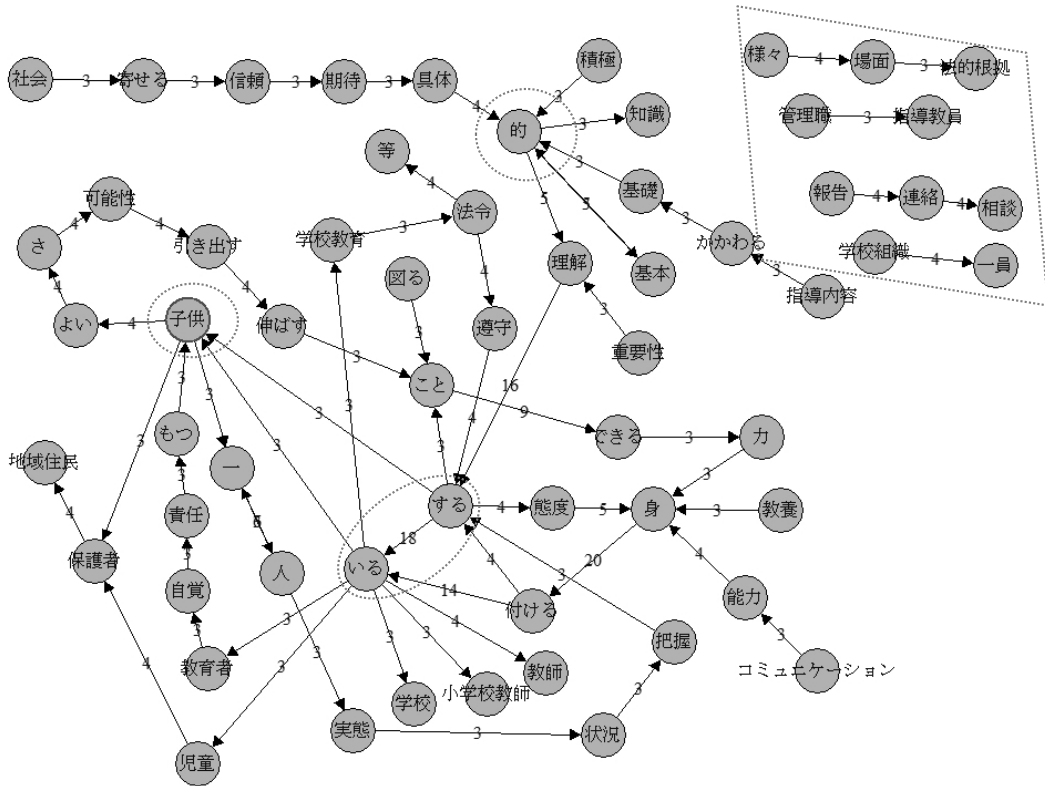 社会 3 寄せる 3 信頼 3 期待 3 具体
4
積極
3
的 3 知識
様々 4 場面 3 法的根拠
管理職 3 指導教員
報告 4 連絡 4 相談
学校組織 4 一員
等
4
3
基礎
3
かかわる
3
指導内容
5
基本
5
理解
3
重要性
可能性
4
さ
4
引き出す
4
学校教育 3 法令
4
図る
遵守
4
よい 4 子供
伸ばす
3
3
こと
9
できる 3 力
16
4
3
3
3
3
もつ
3
3
一
3
地域住民
4
責任
3
する 4 態度 5 身 3 教養
3
18
20
4
保護者
自覚
3
人
いる
14
4
付ける
3
能力
3
コミュニケーション
把握
3
教育者
3
3
3
3
4
教師
小学校教師
学校
4
3
児童
実態 3 状況